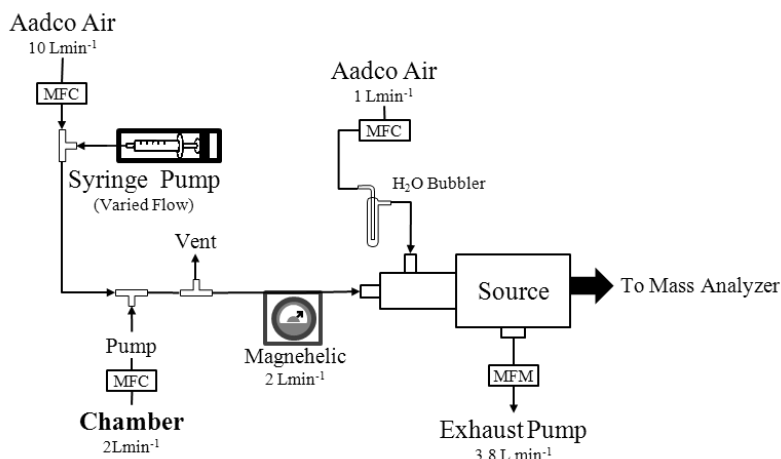 Aadco Air
10 Lmin⁻¹
MFC
Syringe Pump
(Varied Flow)
Vent
Pump
MFC
Chamber
2Lmin⁻¹
Magnehelic
2 Lmin⁻¹
Aadco Air
1 Lmin⁻¹
MFC
H₂O Bubbler
Source
To Mass Analyzer
MFM
Exhaust Pump
3.8 L min⁻¹